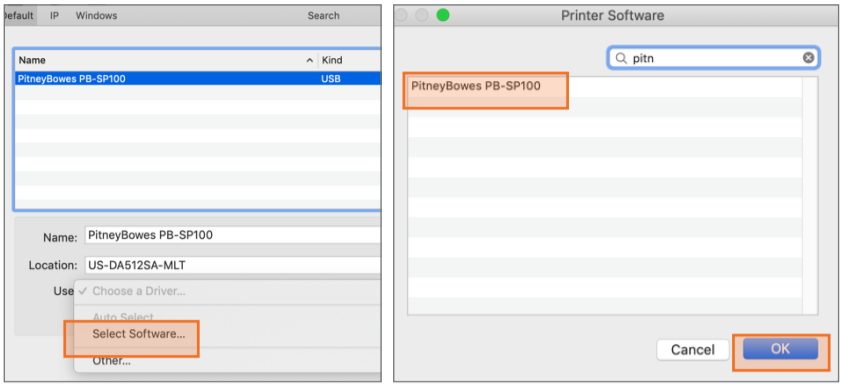 Default IP Windows Search
Name Kind
PitneyBowes PB-SP100 USB
Name: PitneyBowes PB-SP100
Location: US-DA512SA-MLT
Use ✓ Choose a Driver...
Auto Select
Select Software...
Other...
Printer Software
pitn
PitneyBowes PB-SP100
Cancel OK